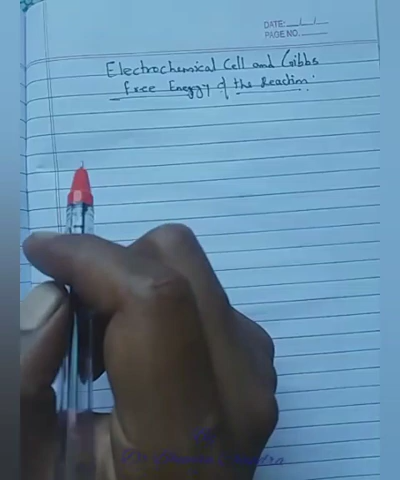 DATE: / /
PAGE NO.
Electrochemical Cell and Gibbs
free Energy of the Reaction